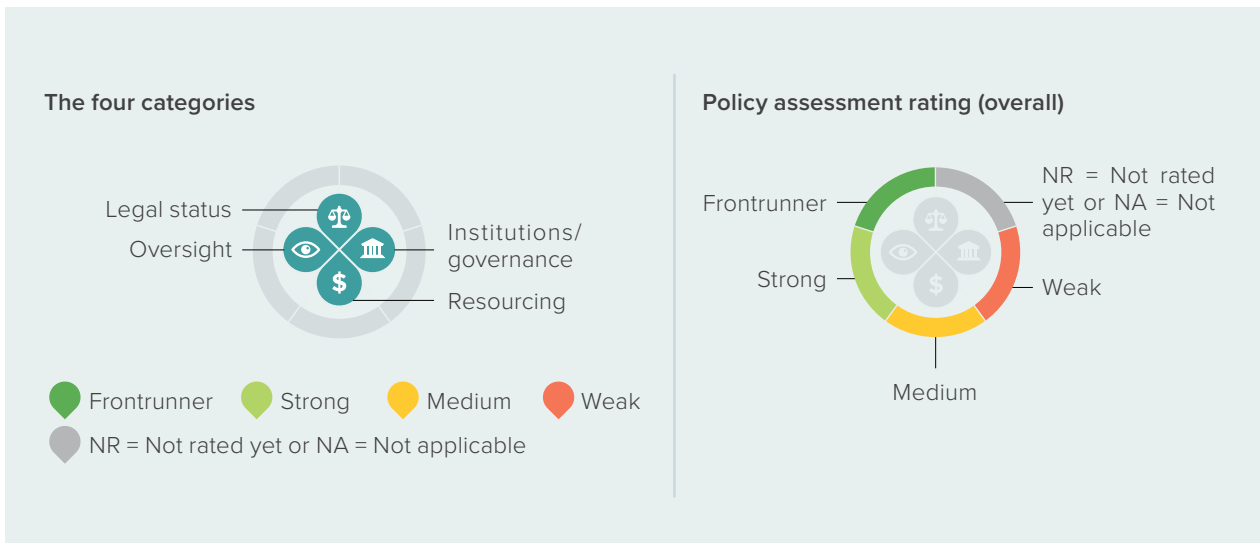 The four categories
Legal status
Oversight
Institutions/
governance
Resourcing
$
Frontrunner
Strong
Medium
Weak
NR = Not rated yet or NA = Not applicable
Policy assessment rating (overall)
Frontrunner
NR = Not rated
yet or NA = Not
applicable
Strong
$
Weak
Medium